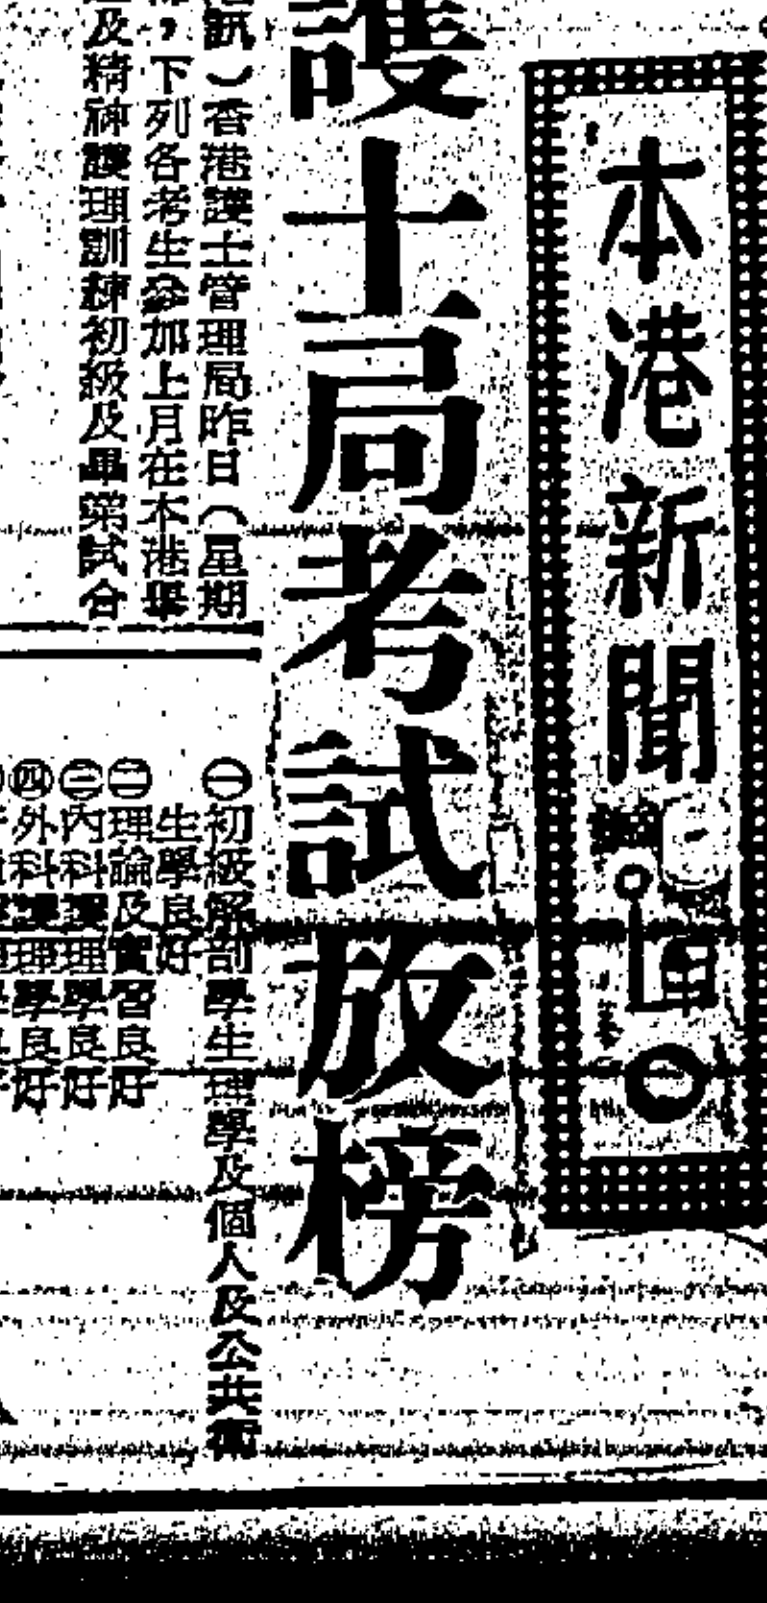 本港新聞
護士局考試放榜
訊）香港護士管理局昨日（星期
，下列各考生參加上月在本港舉
及精神護理訓練初級及畢業試合
㊀初級解剖學生理學及個人及公共衛
生學良好
㊁理論及實習良好
㊂內科護理學良好
㊃外科護理學良好